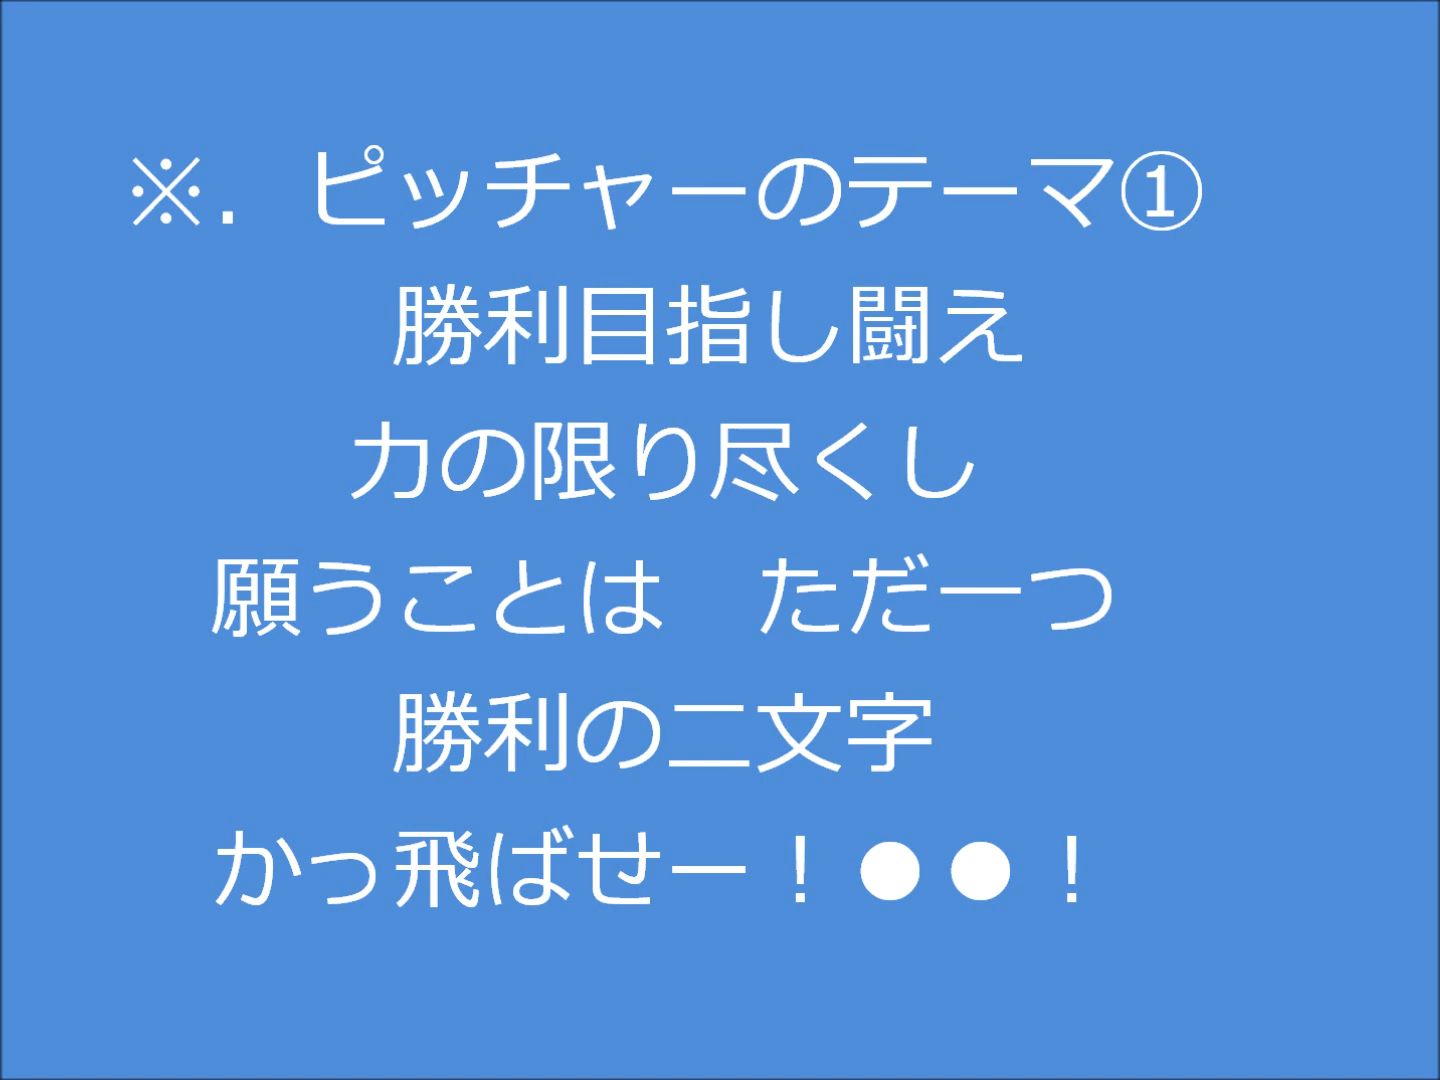 ※．ピッチャーのテーマ①
勝利目指し闘え
力の限り尽くし
願うことは　ただ一つ
勝利の二文字
かっ飛ばせー！●●！